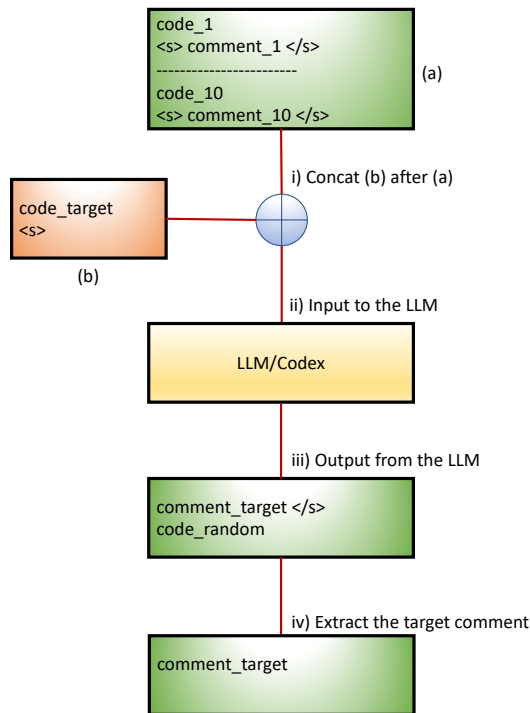 code_1
<s> comment_1 </s>
------------------------
code_10
<s> comment_10 </s>
(a)
i) Concat (b) after (a)
code_target
<s>
(b)
ii) Input to the LLM
LLM/Codex
iii) Output from the LLM
comment_target </s>
code_random
iv) Extract the target comment
comment_target